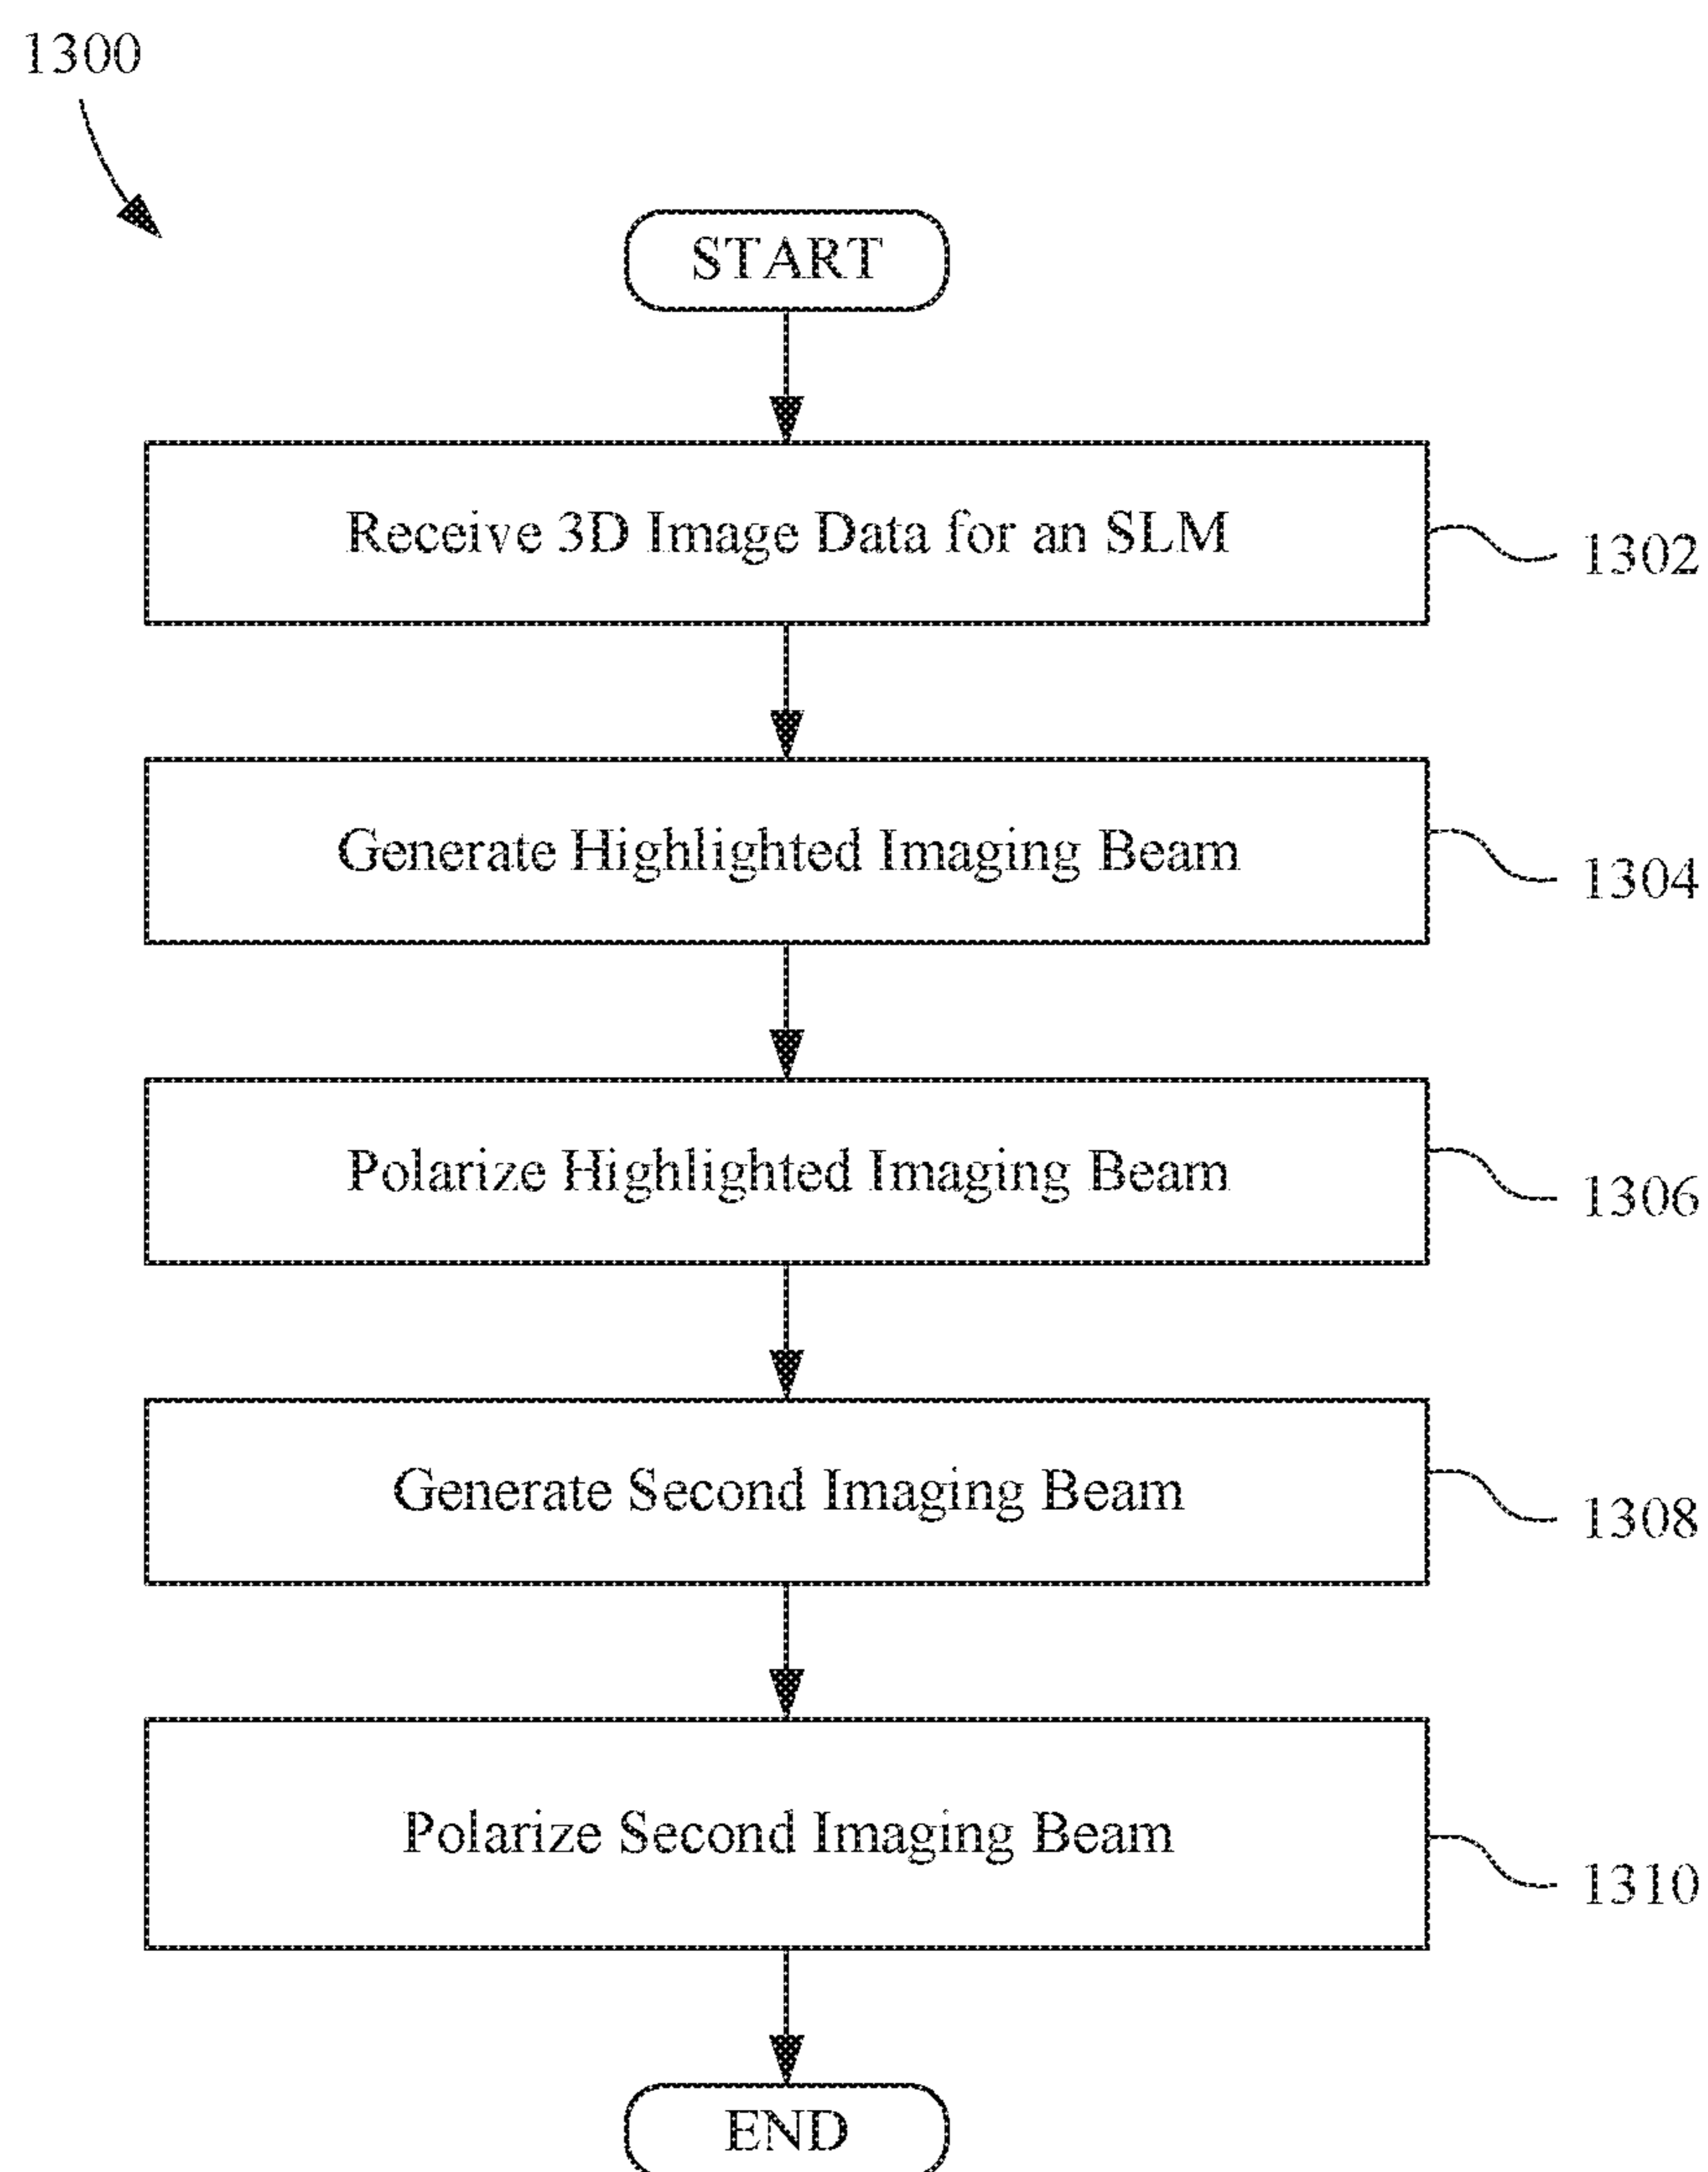 1300
START
Receive 3D Image Data for an SLM
1302
Generate Highlighted Imaging Beam
1304
Polarize Highlighted Imaging Beam
1306
Generate Second Imaging Beam
1308
Polarize Second Imaging Beam
1310
END